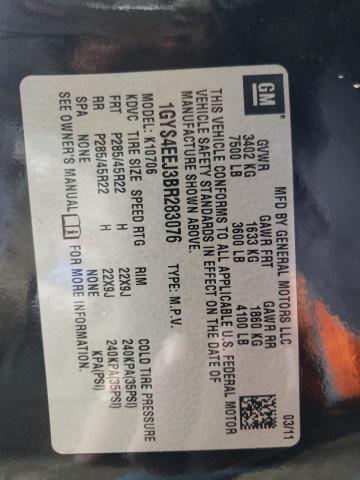 GM
MFD BY GENERAL MOTORS LLC 03/11
GVWR GAWR FRT GAWR RR
3402 KG 1633 KG 1860 KG
7500 LB 3600 LB 4100 LB
THIS VEHICLE CONFORMS TO ALL APPLICABLE U.S. FEDERAL MOTOR
VEHICLE SAFETY STANDARDS IN EFFECT ON THE DATE OF
MANUFACTURE SHOWN ABOVE.
1GYS4EEJ3BR283076 TYPE: M.P.V.
MODEL: K10706
KDVC TIRE SIZE SPEED RTG RIM COLD TIRE PRESSURE
FRT P285/45R22 H 22X9J 240KPA(35PSI)
RR P285/45R22 H 22X9J 240KPA(35PSI)
SPA NONE NONE KPA(PSI)
SEE OWNER'S MANUAL FOR MORE INFORMATION.